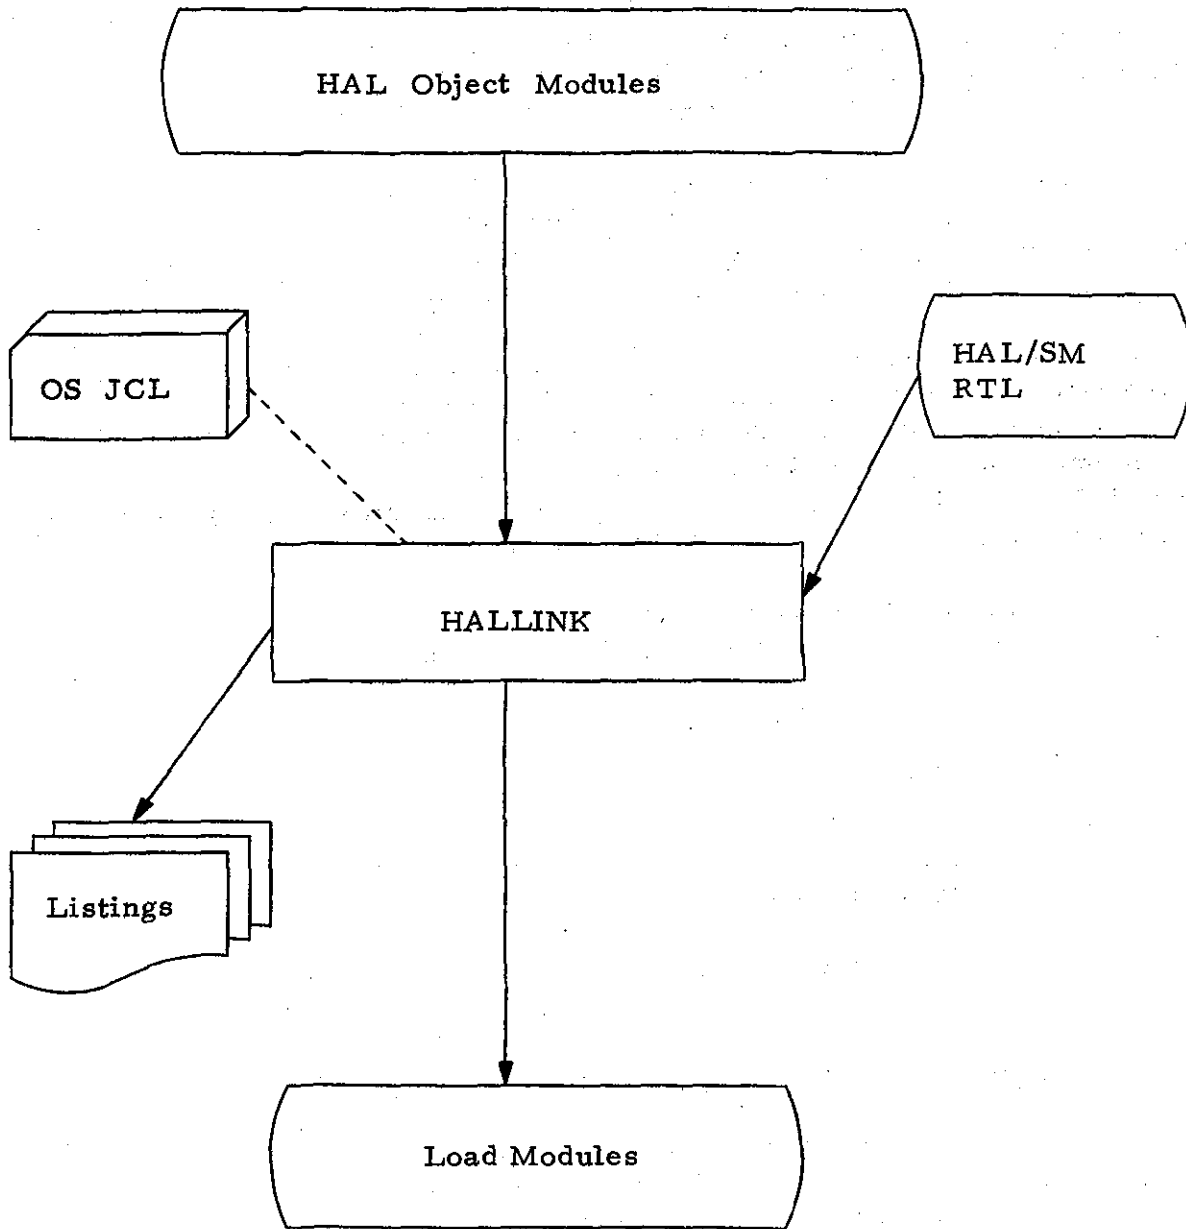 HAL Object Modules
OS JCL
HAL/SM
RTL
HALLINK
Listings
Load Modules